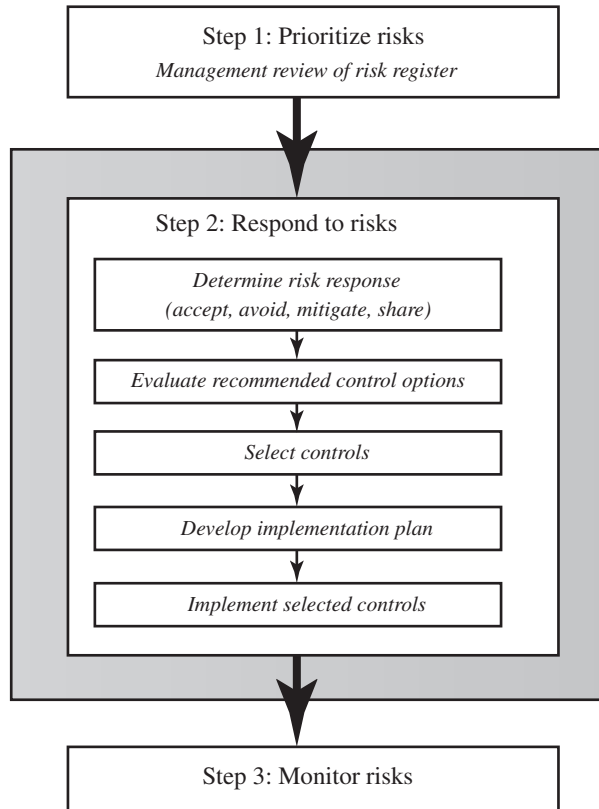 Step 1: Prioritize risks
Management review of risk register
Step 2: Respond to risks
Determine risk response
(accept, avoid, mitigate, share)
Evaluate recommended control options
Select controls
Develop implementation plan
Implement selected controls
Step 3: Monitor risks